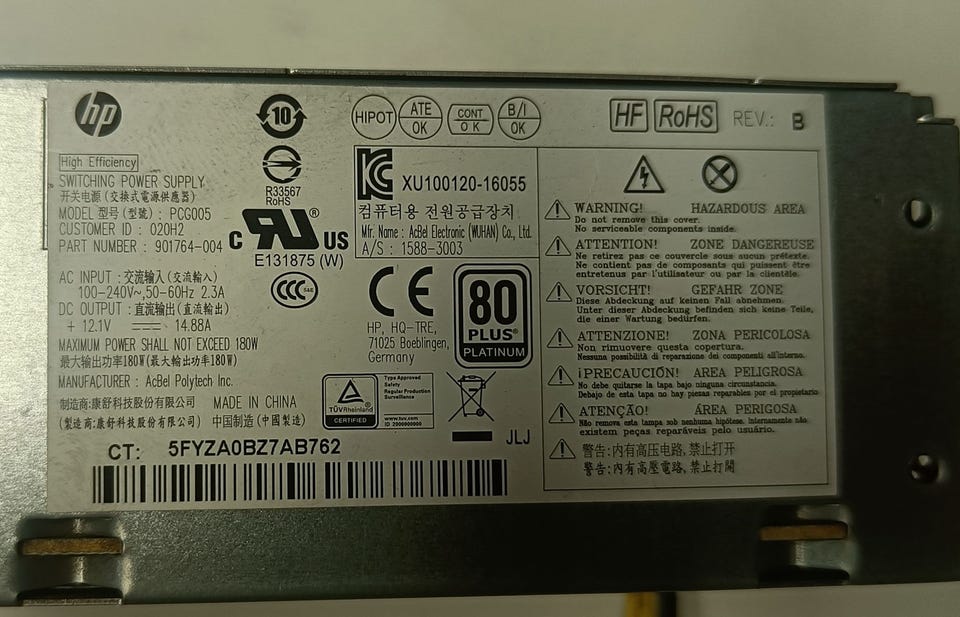 hp
10
HIPOT
ATE OK
CONT OK
B/I OK
HF RoHS REV.: B
High Efficiency
SWITCHING POWER SUPPLY
开关电源 (交換式電源供應器)
MODEL 型号(型號) : PCG005
CUSTOMER ID : 020H2
PART NUMBER : 901764-004
AC INPUT : 交流输入 (交流輸入)
100-240V~,50-60Hz 2.3A
DC OUTPUT : 直流输出(直流輸出)
+ 12.1V 14.88A
MAXIMUM POWER SHALL NOT EXCEED 180W
最大输出功率180W(最大輸出功率180W)
MANUFACTURER : AcBel Polytech Inc.
制造商:康舒科技股份有限公司 MADE IN CHINA
(製造商:康舒科技股份有限公司) 中国制造 (中國製造)
R33567
RoHS
C UR ® US
E131875 (W)
CCC S&E
KC XU100120-16055
컴퓨터용 전원공급장치
Mfr. Name : AcBel Electronic (WUHAN) Co., Ltd.
A/S : 1588-3003
CE
HP, HQ-TRE,
71025 Boeblingen,
Germany
80
PLUS®
PLATINUM
TÜVRheinland
CERTIFIED
Type Approved
Safety
Regular Production
Surveillance
www.tuv.com
ID 2000000000
JLJ
CT: 5FYZA0BZ7AB762
WARNING! HAZARDOUS AREA
Do not remove this cover.
No serviceable components inside.
ATTENTION! ZONE DANGEREUSE
Ne retirez pas ce couvercle sous aucun prétexte.
Ne contient pas de composants qui puissent être
entretenus par l'utilisateur ou par la clientèle.
VORSICHT! GEFAHR ZONE
Diese Abdeckung auf keinen Fall abnehmen.
Unter dieser Abdeckung befinden sich keine Teile,
die einer Wartung bedürfen.
ATTENZIONE! ZONA PERICOLOSA
Non rimuovere questa copertura.
Nessuna possibilità di reparazione dei componenti all'interno.
¡PRECAUCIÓN! AREA PELIGROSA
No debe quitarse la tapa bajo ninguna circunstancia.
Debajo de esta tapa no hay piezas reparables por el propietario
ATENÇÃO! ÁREA PERIGOSA
Não remova esta tampa sob nenhuma hipótese, internamente não
existem peças reparáveis pelo usuário.
警告:内有高压电路,禁止打开
警告:內有高壓電路,禁止打開